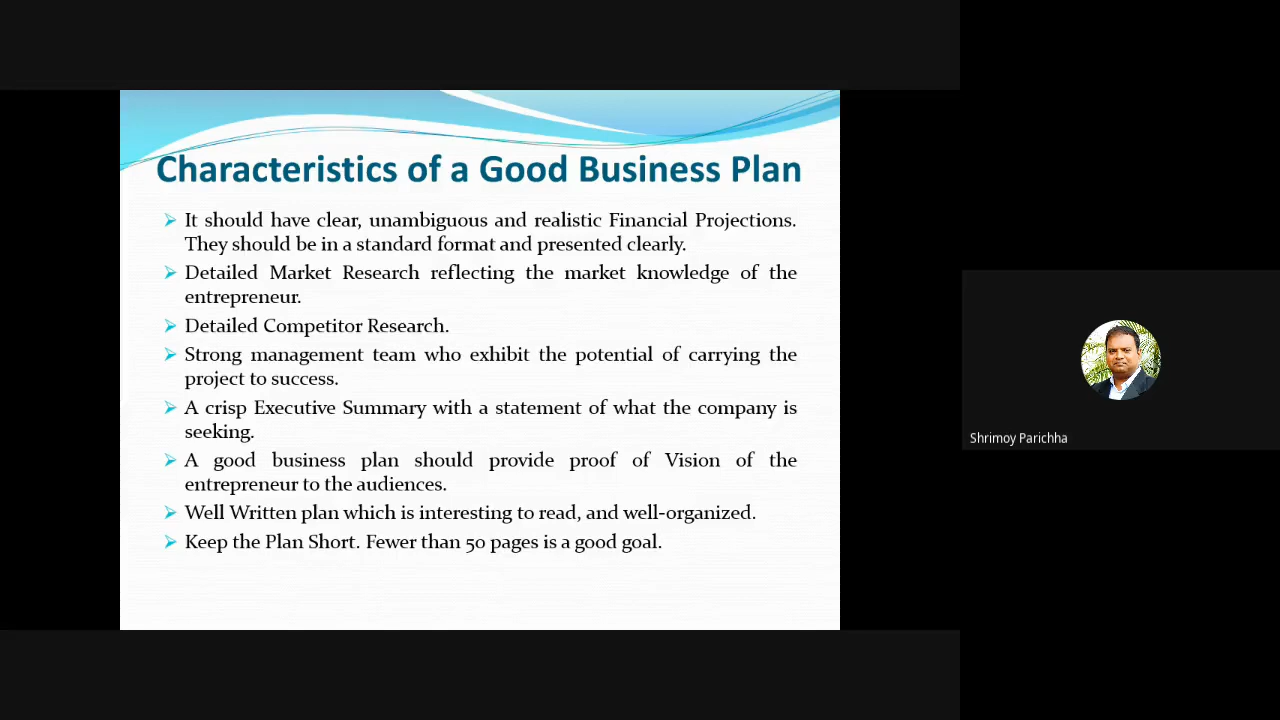 Characteristics of a Good Business Plan
It should have clear, unambiguous and realistic Financial Projections.
They should be in a standard format and presented clearly.
Detailed Market Research reflecting the market knowledge of the
entrepreneur.
Detailed Competitor Research.
Strong management team who exhibit the potential of carrying the
project to success.
A crisp Executive Summary with a statement of what the company is
seeking.
A good business plan should provide proof of Vision of the
entrepreneur to the audiences.
Well Written plan which is interesting to read, and well-organized.
Keep the Plan Short. Fewer than 50 pages is a good goal.
Shrimoy Parichha